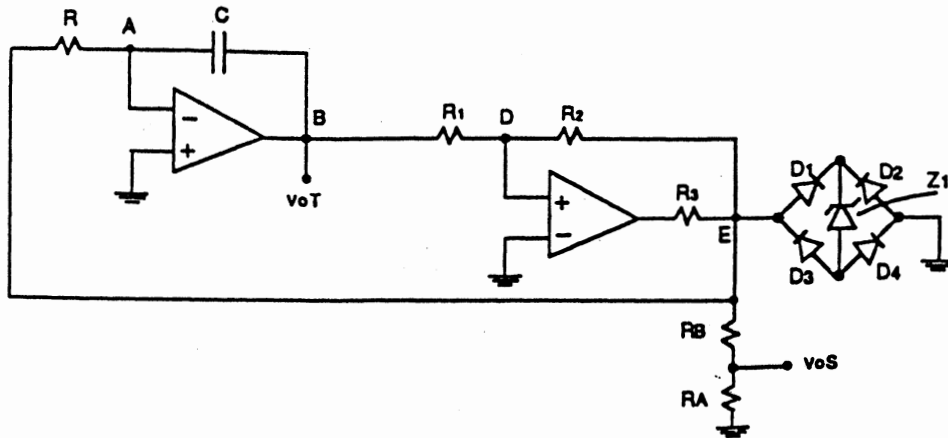 R
A
C
B
voT
R1
D
R2
−
+
+
−
R3
E
D1
D2
Z1
D3
D4
RB
voS
RA